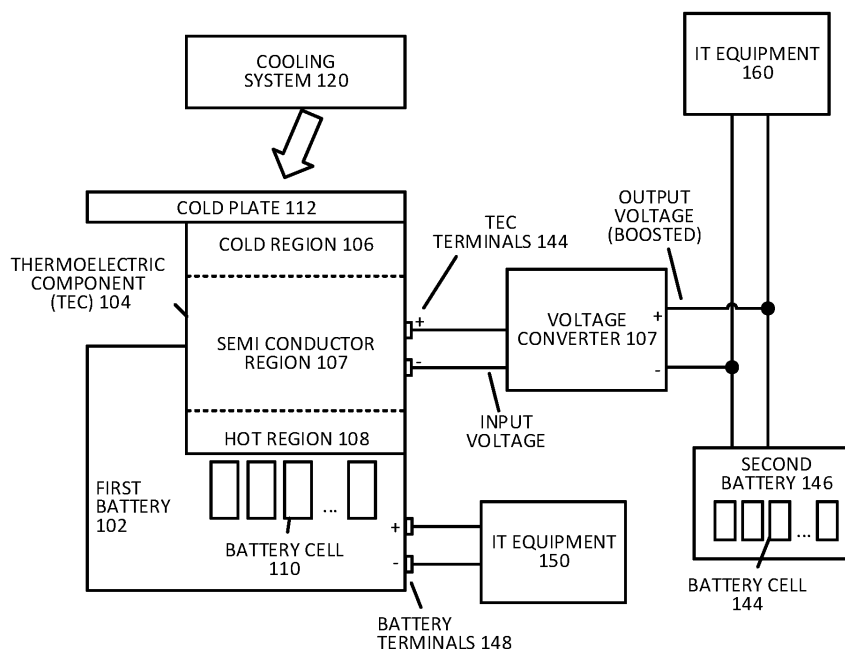 COOLING
SYSTEM 120
IT EQUIPMENT
160
COLD PLATE 112
COLD REGION 106
TEC
TERMINALS 144
OUTPUT
VOLTAGE
(BOOSTED)
THERMOELECTRIC
COMPONENT
(TEC) 104
SEMI CONDUCTOR
REGION 107
+
-
VOLTAGE
CONVERTER 107
+
-
INPUT
VOLTAGE
HOT REGION 108
FIRST
BATTERY
102
...
BATTERY CELL
110
+
-
IT EQUIPMENT
150
BATTERY
TERMINALS 148
SECOND
BATTERY 146
...
BATTERY CELL
144